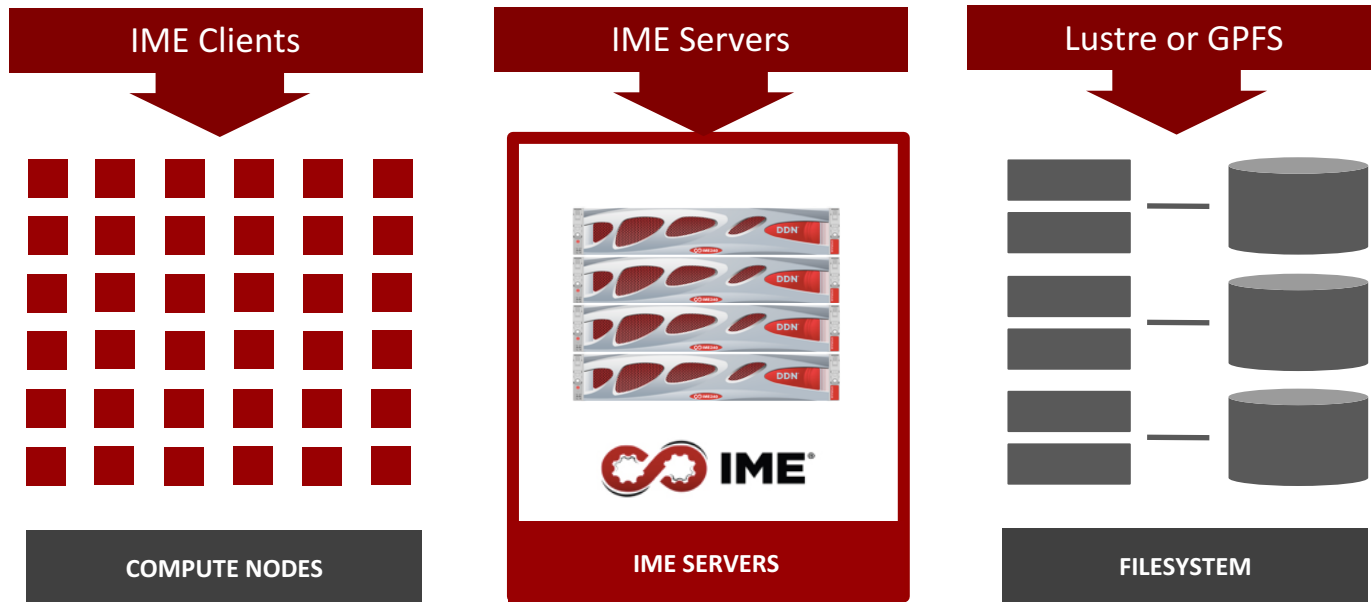 IME Clients
IME Servers
Lustre or GPFS
DDN
DDN
DDN
DDN
IME®
COMPUTE NODES
IME SERVERS
FILESYSTEM